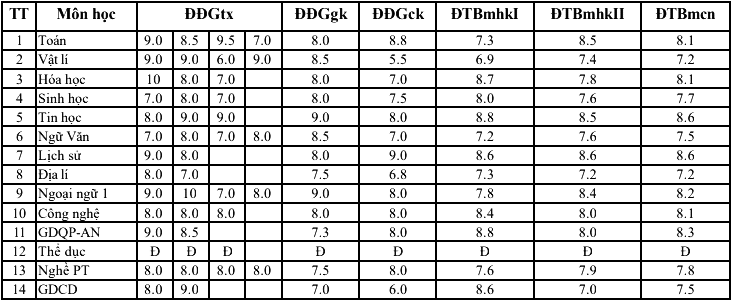 TT Môn học ĐĐGtx ĐĐGgk ĐĐGck ĐTBmhkI ĐTBmhkII ĐTBmcn
1 Toán 9.0 8.5 9.5 7.0 8.0 8.8 7.3 8.5 8.1
2 Vật lí 9.0 9.0 6.0 9.0 8.5 5.5 6.9 7.4 7.2
3 Hóa học 10 8.0 7.0 8.0 7.0 8.7 7.8 8.1
4 Sinh học 7.0 8.0 7.0 8.0 7.5 8.0 7.6 7.7
5 Tin học 8.0 9.0 9.0 9.0 8.0 8.8 8.5 8.6
6 Ngữ Văn 7.0 8.0 7.0 8.0 8.5 7.0 7.2 7.6 7.5
7 Lịch sử 9.0 8.0 8.0 9.0 8.6 8.6 8.6
8 Địa lí 8.0 7.0 7.5 6.8 7.3 7.2 7.2
9 Ngoại ngữ 1 9.0 10 7.0 8.0 9.0 8.0 7.8 8.4 8.2
10 Công nghệ 8.0 8.0 8.0 8.0 8.0 8.4 8.0 8.1
11 GDQP-AN 9.0 8.5 7.3 8.0 8.8 8.0 8.3
12 Thể dục Đ Đ Đ Đ Đ Đ Đ Đ
13 Nghề PT 8.0 8.0 8.0 8.0 7.5 8.0 7.6 7.9 7.8
14 GDCD 8.0 9.0 7.0 6.0 8.6 7.0 7.5